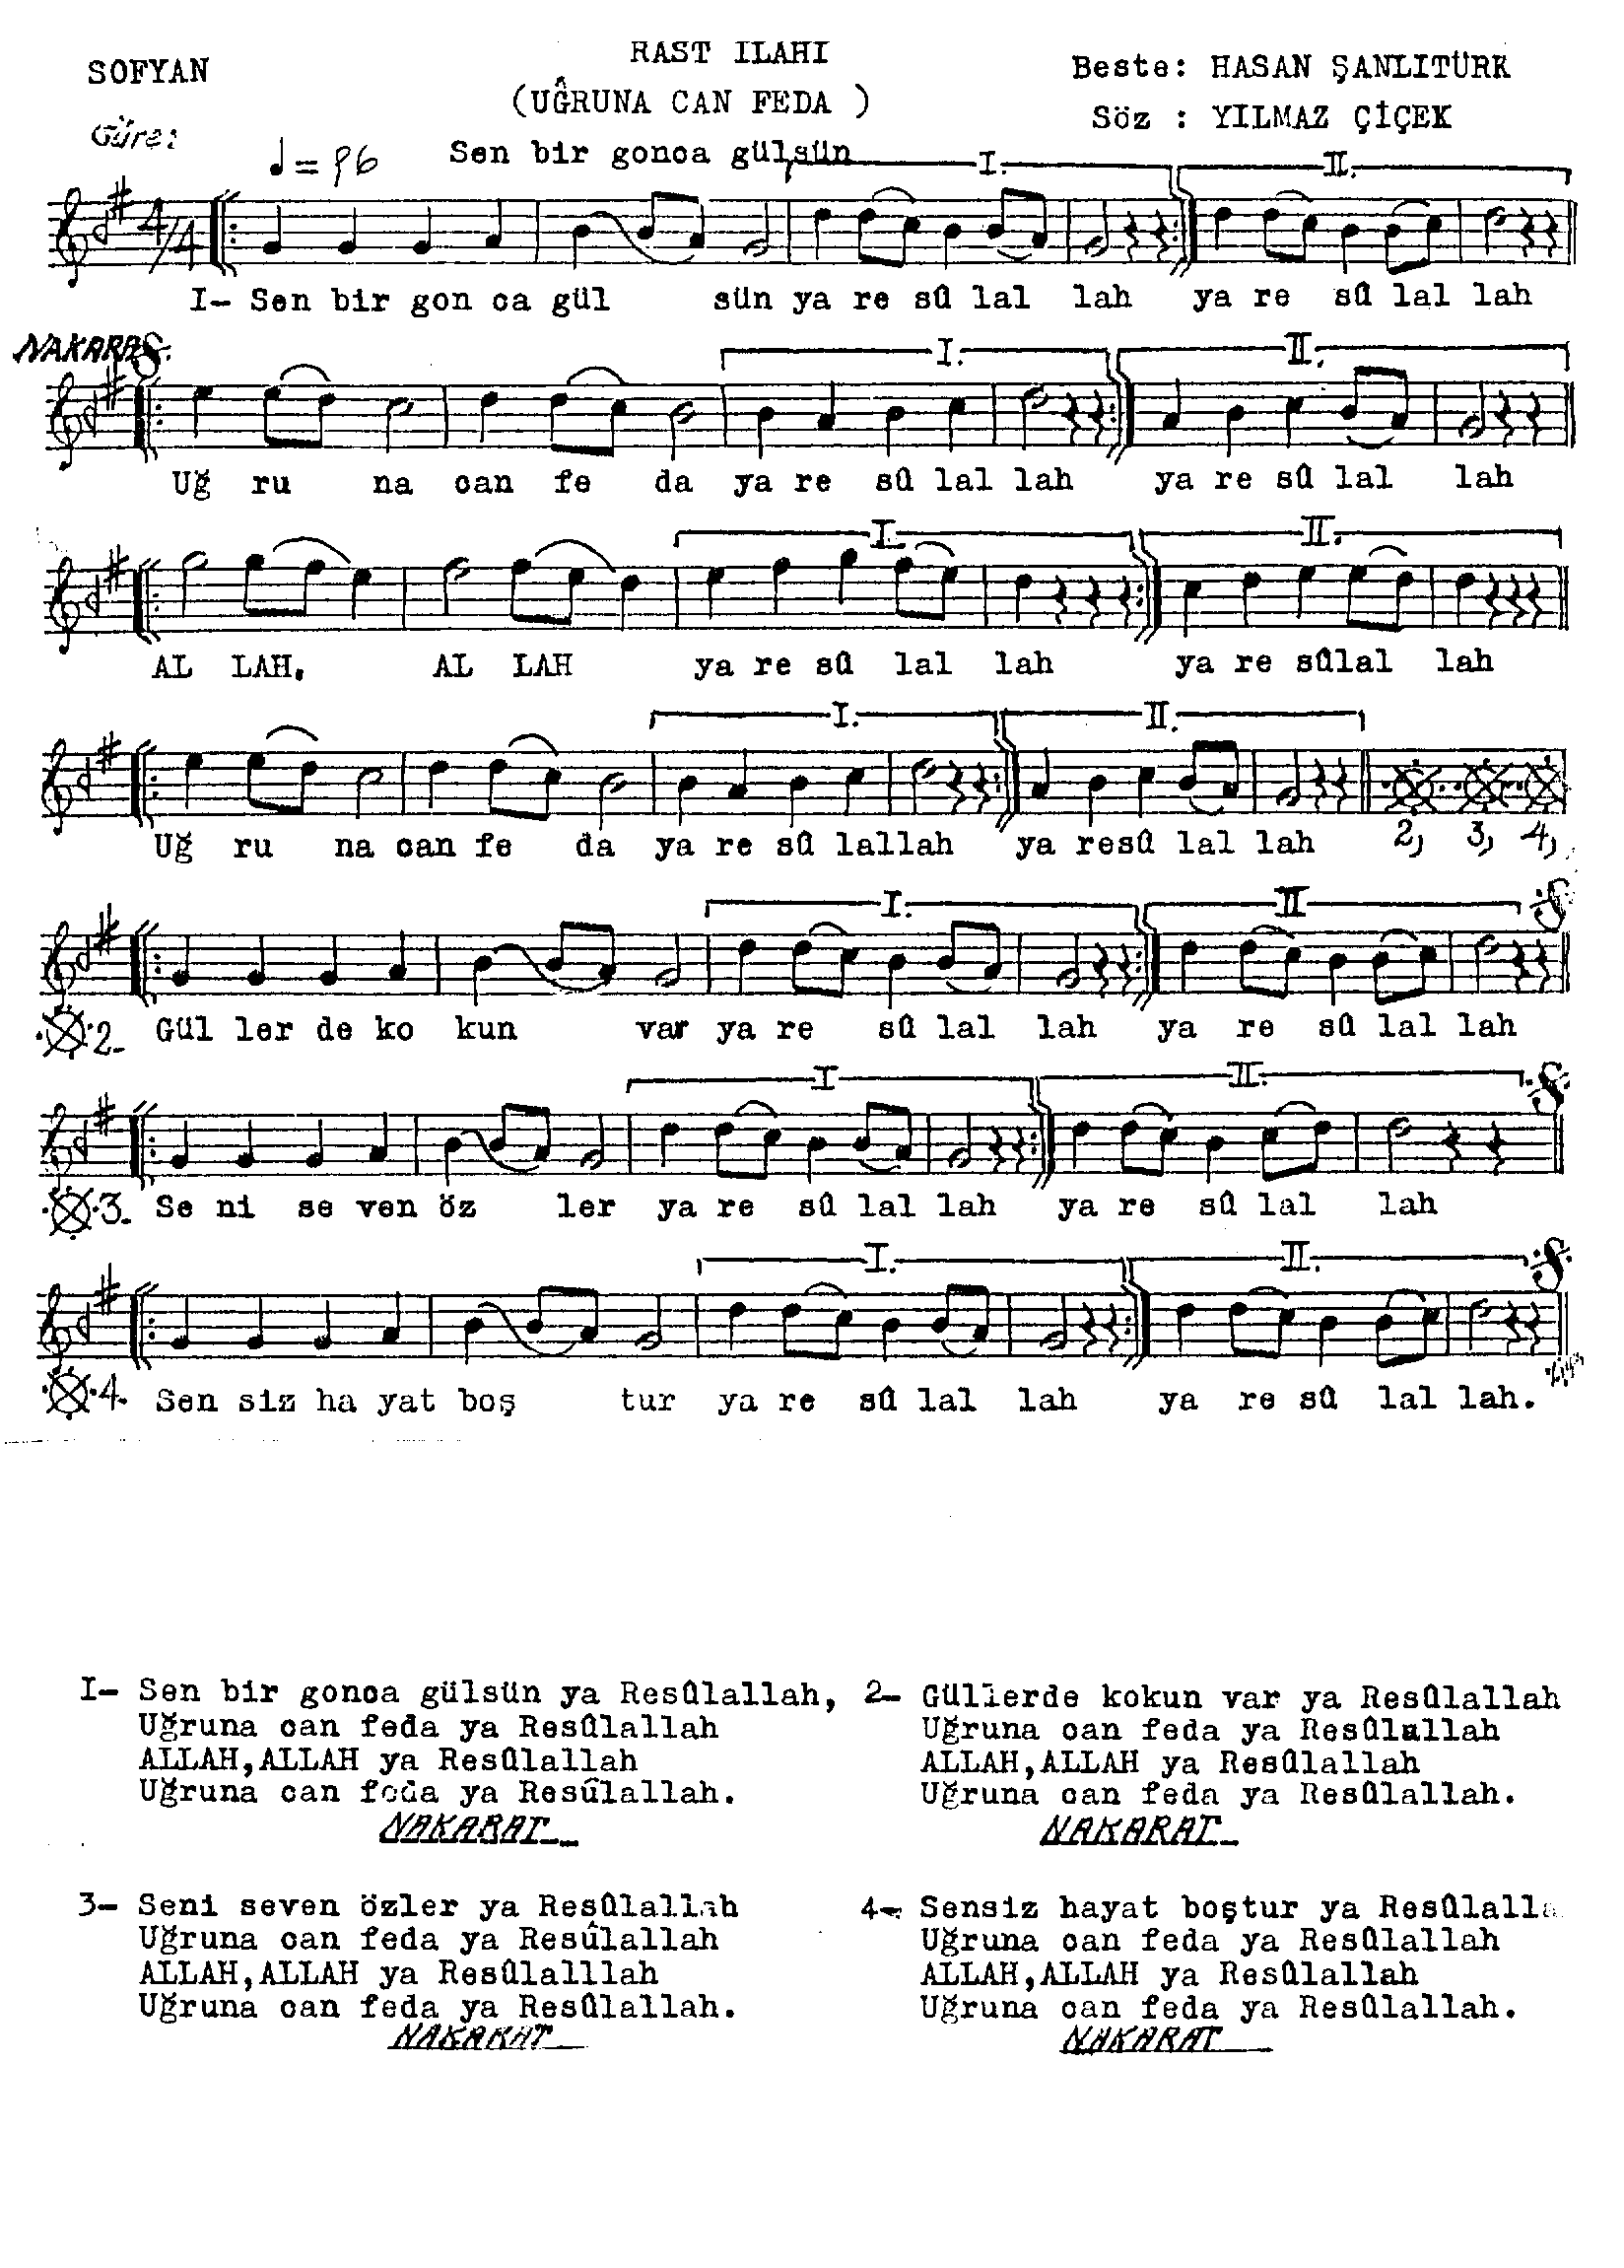 RAST ILAHI
SOFYAN
Beste: HASAN ŞANLITÜRK
(UĞRUNA CAN FEDA )
Söz : YILMAZ ÇİÇEK
Güre:
= 96
Sen bir gonca gülsün
I.
II.
4/4
I- Sen bir gon ca gül sün ya re sû lal lah ya re sû lal lah
NAKARAT
I.
II.
Uğ ru na can fe da ya re sû lal lah ya re sû lal lah
I.
II.
AL LAH. AL LAH ya re sû lal lah ya re sûlal lah
I.
II.
Uğ ru na can fe da ya re sû lallah ya resû lal lah 2, 3, 4,
I.
II
2- Gül ler de ko kun var ya re sû lal lah ya re sû lal lah
I
II.
3. Se ni se ven öz ler ya re sû lal lah ya re sû lal lah
I.
II.
4. Sen siz ha yat boş tur ya re sû lal lah ya re sû lal lah.
I- Sen bir gonca gülsün ya Resûlallah,
Uğruna can feda ya Resûlallah
ALLAH,ALLAH ya Resûlallah
Uğruna can feda ya Resûlallah.
NAKARAT
2- Güllerde kokun var ya Resûlallah
Uğruna can feda ya Resûlallah
ALLAH,ALLAH ya Resûlallah
Uğruna can feda ya Resûlallah.
NAKARAT
3- Seni seven özler ya Resûlallah
Uğruna can feda ya Resûlallah
ALLAH,ALLAH ya Resûlalllah
Uğruna can feda ya Resûlallah.
NAKARAT
4- Sensiz hayat boştur ya Resûlalla
Uğruna can feda ya Resûlallah
ALLAH,ALLAH ya Resûlallah
Uğruna can feda ya Resûlallah.
NAKARAT